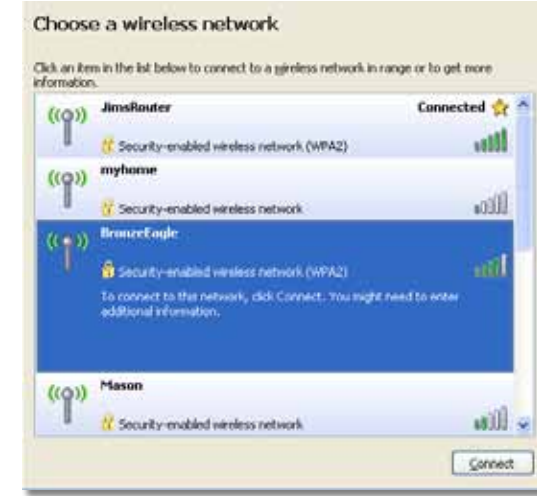 Choose a wireless network
Click an item in the list below to connect to a wireless network in range or to get more
information.
JimsRouter Connected
Security-enabled wireless network (WPA2)
myhome
Security-enabled wireless network
BronzeEagle
Security-enabled wireless network (WPA2)
To connect to this network, click Connect. You might need to enter
additional information.
Mason
Security-enabled wireless network
Connect